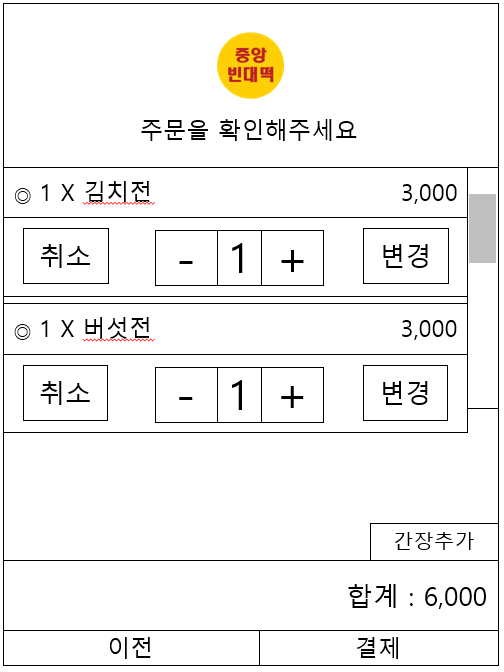 중앙
빈대떡
주문을 확인해주세요
◎ 1 X 김치전 3,000
취소 - 1 + 변경
◎ 1 X 버섯전 3,000
취소 - 1 + 변경
간장추가
합계 : 6,000
이전 결제